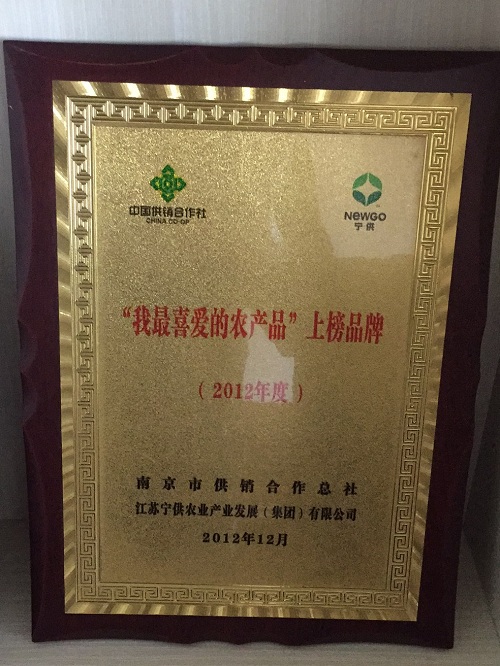 中国供销合作社
CHINA CO-OP
NEWGO
宁供
“我最喜爱的农产品”上榜品牌
（2012年度）
南京市供销合作总社
江苏宁供农业产业发展（集团）有限公司
2012年12月